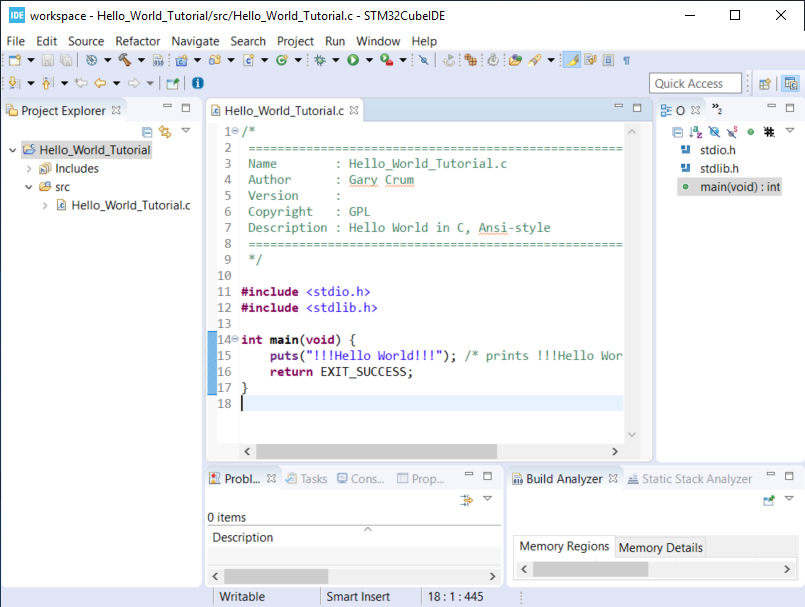 IDE workspace - Hello_World_Tutorial/src/Hello_World_Tutorial.c - STM32CubeIDE
File Edit Source Refactor Navigate Search Project Run Window Help
Quick Access
Project Explorer
Hello_World_Tutorial
Includes
src
Hello_World_Tutorial.c
Hello_World_Tutorial.c
1 /*
2 ====================================================
3 Name : Hello_World_Tutorial.c
4 Author : Gary Crum
5 Version :
6 Copyright : GPL
7 Description : Hello World in C, Ansi-style
8 ====================================================
9 */
10
11 #include <stdio.h>
12 #include <stdlib.h>
13
14 int main(void) {
15 puts("!!!Hello World!!!"); /* prints !!!Hello Wor
16 return EXIT_SUCCESS;
17 }
18
O »2
stdio.h
stdlib.h
main(void) : int
Probl... Tasks Cons... Prop...
0 items
Description
Build Analyzer Static Stack Analyzer
Memory Regions Memory Details
Writable Smart Insert 18 : 1 : 445